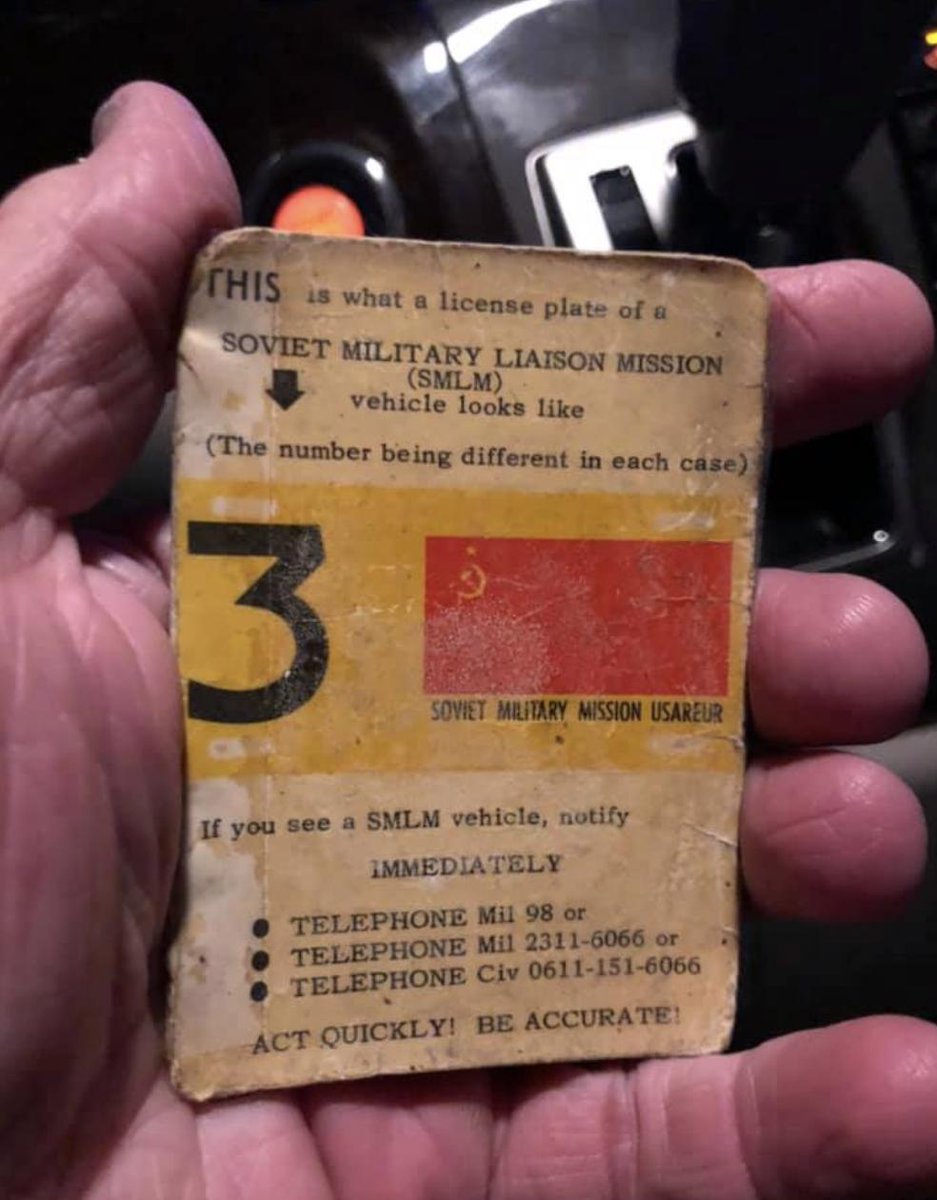 THIS is what a license plate of a
SOVIET MILITARY LIAISON MISSION
(SMLM)
vehicle looks like
(The number being different in each case)
3
SOVIET MILITARY MISSION USAREUR
If you see a SMLM vehicle, notify
IMMEDIATELY
● TELEPHONE Mil 98 or
● TELEPHONE Mil 2311-6066 or
● TELEPHONE Civ 0611-151-6066
ACT QUICKLY! BE ACCURATE!